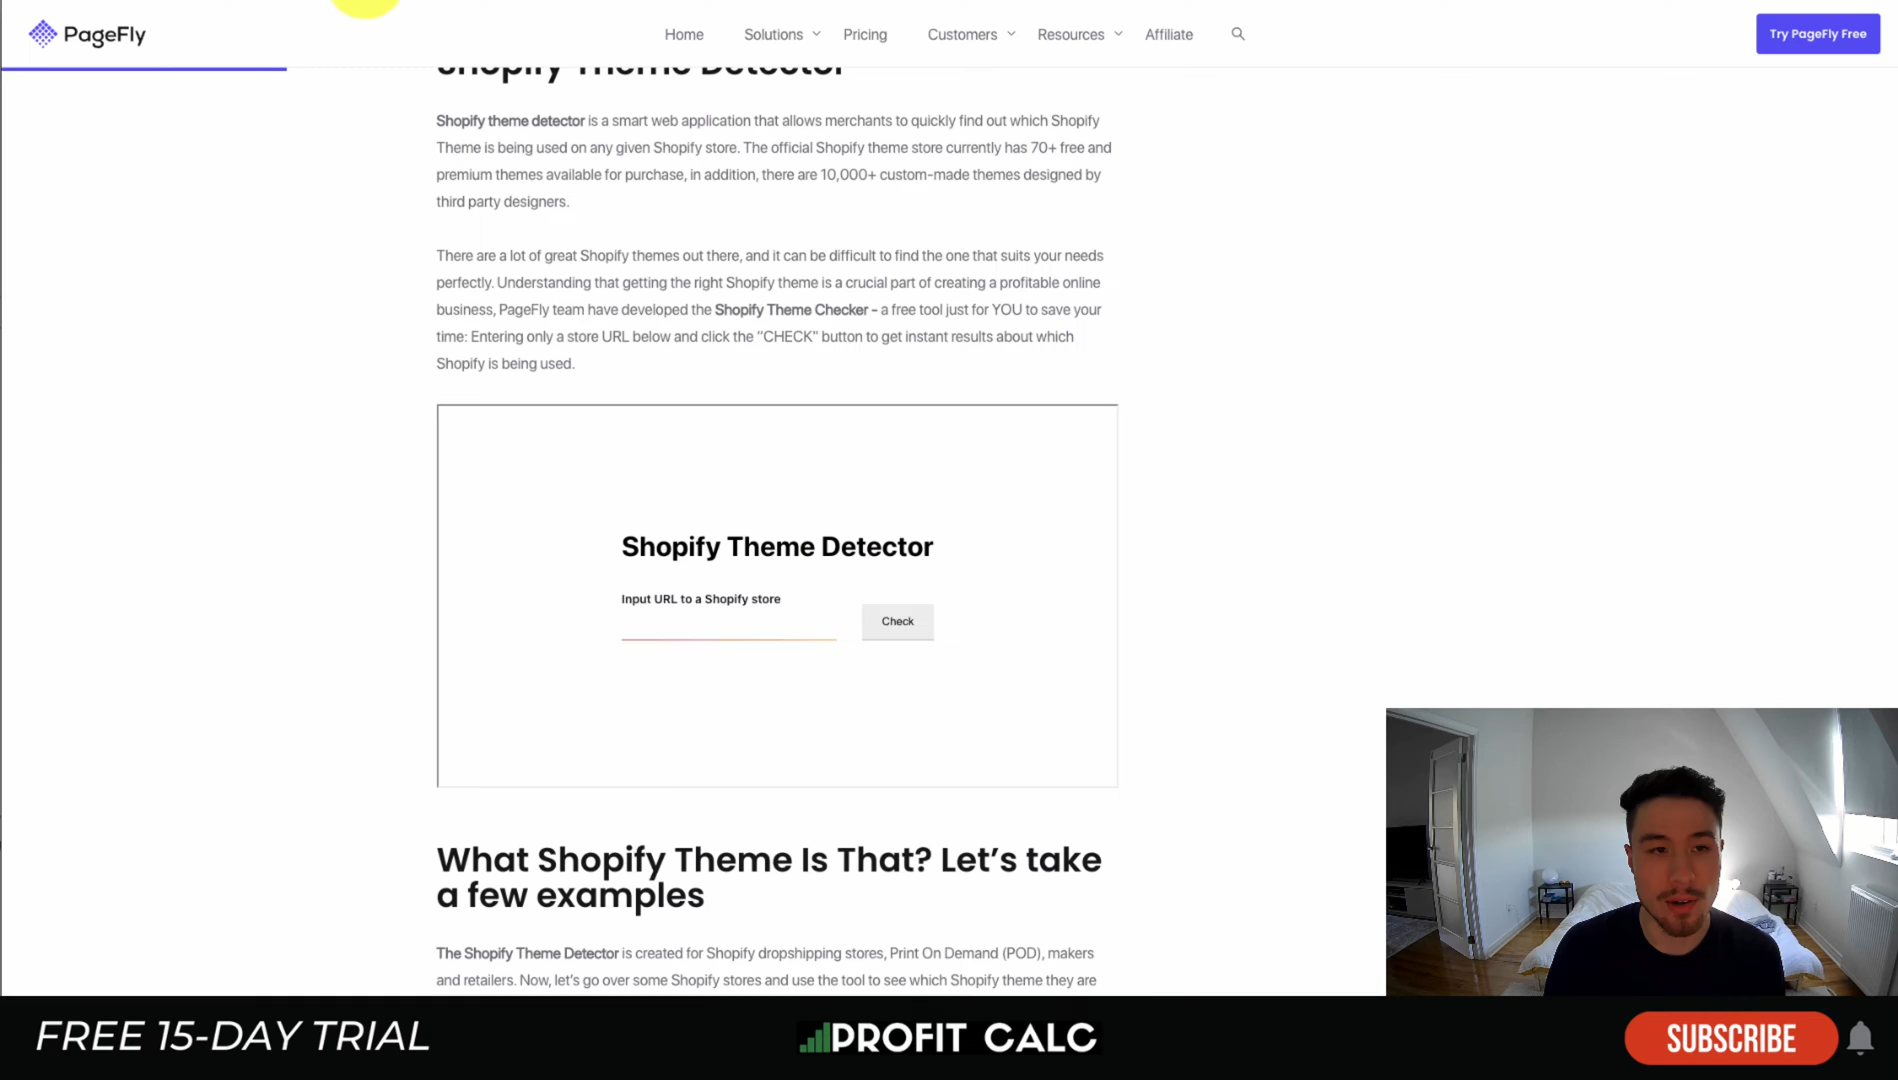 PageFly
Home Solutions Pricing Customers Resources Affiliate
Try PageFly Free
Shopify Theme Detector
Shopify theme detector is a smart web application that allows merchants to quickly find out which Shopify
Theme is being used on any given Shopify store. The official Shopify theme store currently has 70+ free and
premium themes available for purchase, in addition, there are 10,000+ custom-made themes designed by
third party designers.
There are a lot of great Shopify themes out there, and it can be difficult to find the one that suits your needs
perfectly. Understanding that getting the right Shopify theme is a crucial part of creating a profitable online
business, PageFly team have developed the Shopify Theme Checker - a free tool just for YOU to save your
time: Entering only a store URL below and click the “CHECK" button to get instant results about which
Shopify is being used.
Shopify Theme Detector
Input URL to a Shopify store
Check
What Shopify Theme Is That? Let’s take
a few examples
The Shopify Theme Detector is created for Shopify dropshipping stores, Print On Demand (POD), makers
and retailers. Now, let’s go over some Shopify stores and use the tool to see which Shopify theme they are
FREE 15-DAY TRIAL
PROFIT CALC
SUBSCRIBE